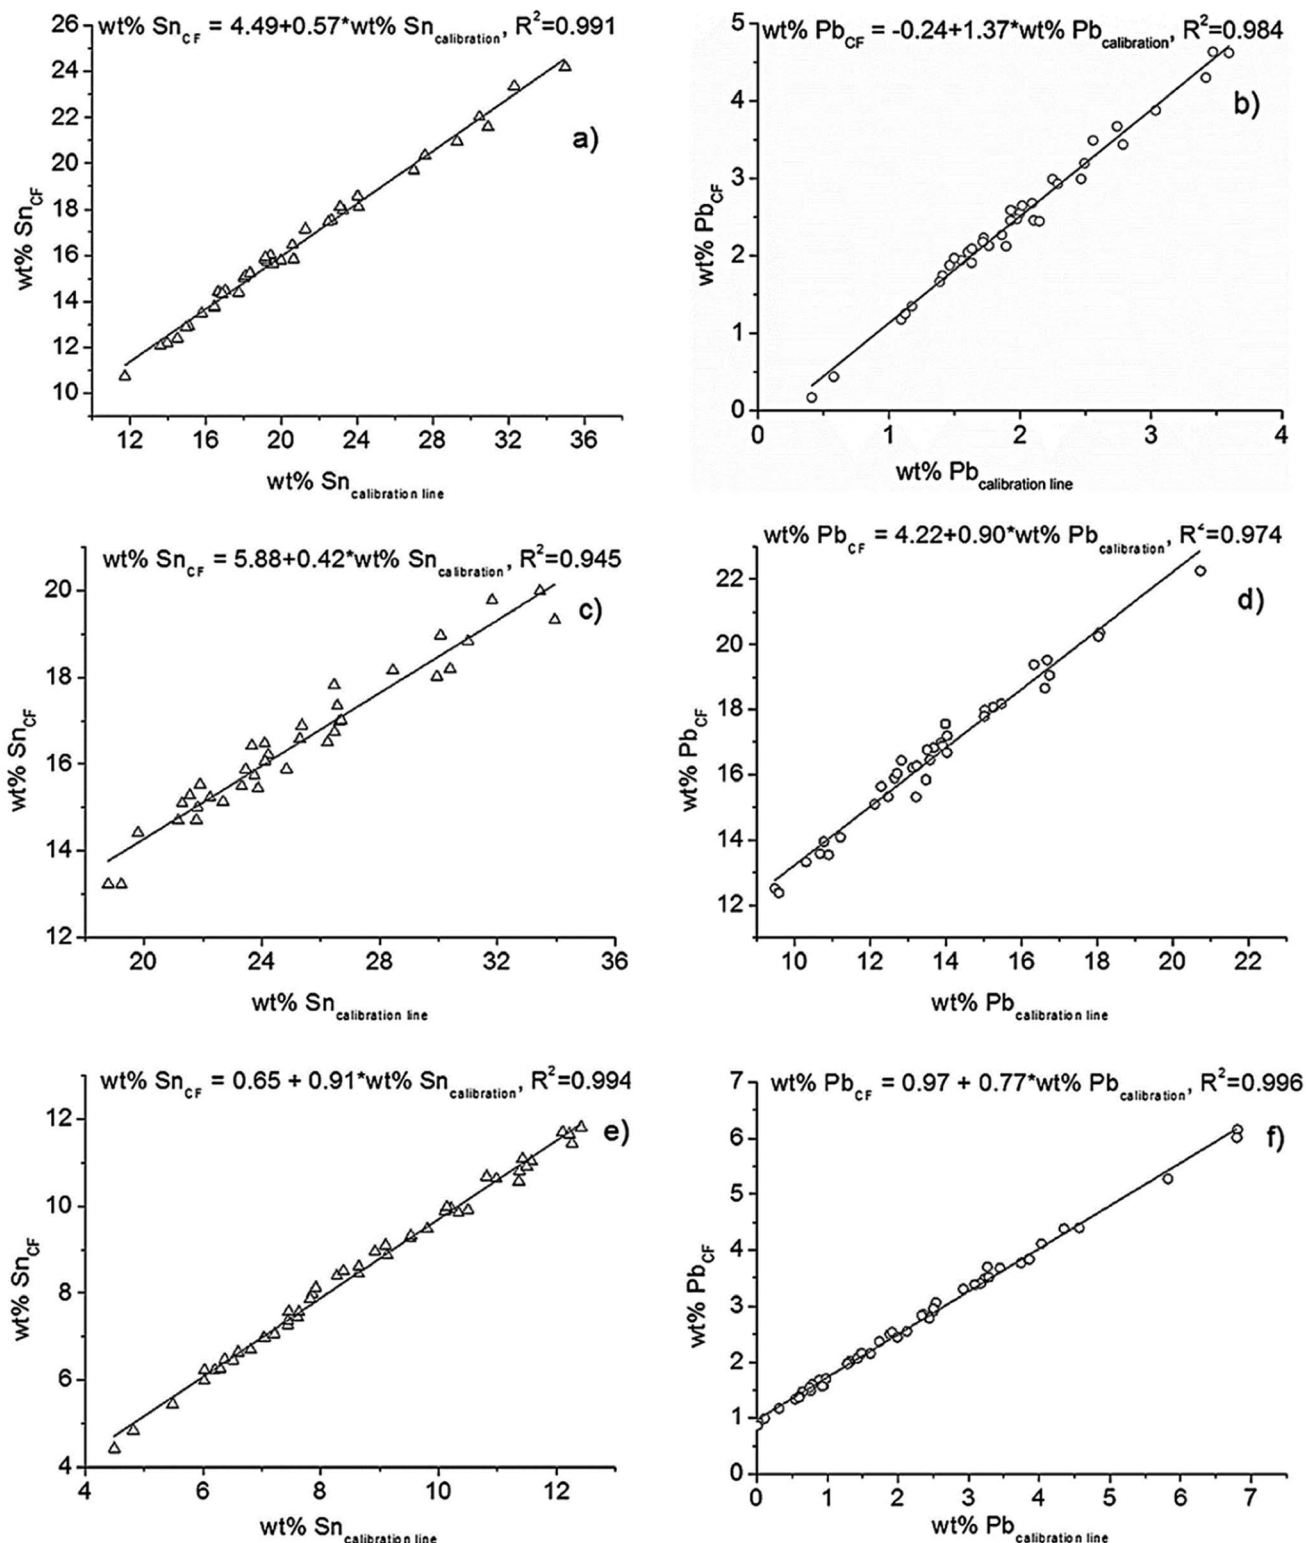 wt% Sn_CF = 4.49+0.57*wt% Sn_calibration, R²=0.991
26
24
22
20
18
16
14
12
10
wt% Sn_CF
a)
12 16 20 24 28 32 36
wt% Sn_calibration line
wt% Pb_CF = -0.24+1.37*wt% Pb_calibration, R²=0.984
5
4
3
2
1
0
wt% Pb_CF
b)
0 1 2 3 4
wt% Pb_calibration line
wt% Sn_CF = 5.88+0.42*wt% Sn_calibration, R²=0.945
20
18
16
14
12
wt% Sn_CF
c)
20 24 28 32 36
wt% Sn_calibration line
wt% Pb_CF = 4.22+0.90*wt% Pb_calibration, R²=0.974
22
20
18
16
14
12
wt% Pb_CF
d)
10 12 14 16 18 20 22
wt% Pb_calibration line
wt% Sn_CF = 0.65 + 0.91*wt% Sn_calibration, R²=0.994
12
10
8
6
4
wt% Sn_CF
e)
4 6 8 10 12
wt% Sn_calibration line
wt% Pb_CF = 0.97 + 0.77*wt% Pb_calibration, R²=0.996
7
6
5
4
3
2
1
0
wt% Pb_CF
f)
0 1 2 3 4 5 6 7
wt% Pb_calibration line